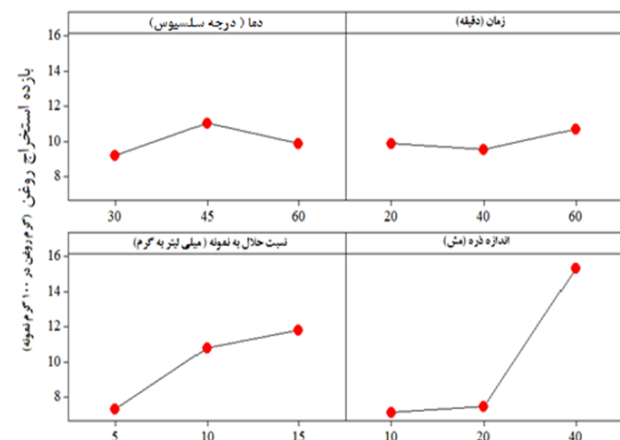 دما ( درجه سلسیوس)
زمان (دقیقه)
16
14
12
10
8
30 45 60
20 40 60
نسبت حلال به نمونه ( میلی لیتر به گرم)
اندازه ذره (مش)
16
14
12
10
8
5 10 15
10 20 40
بازده استخراج روغن
(گرم روغن در ۱۰۰ گرم نمونه)